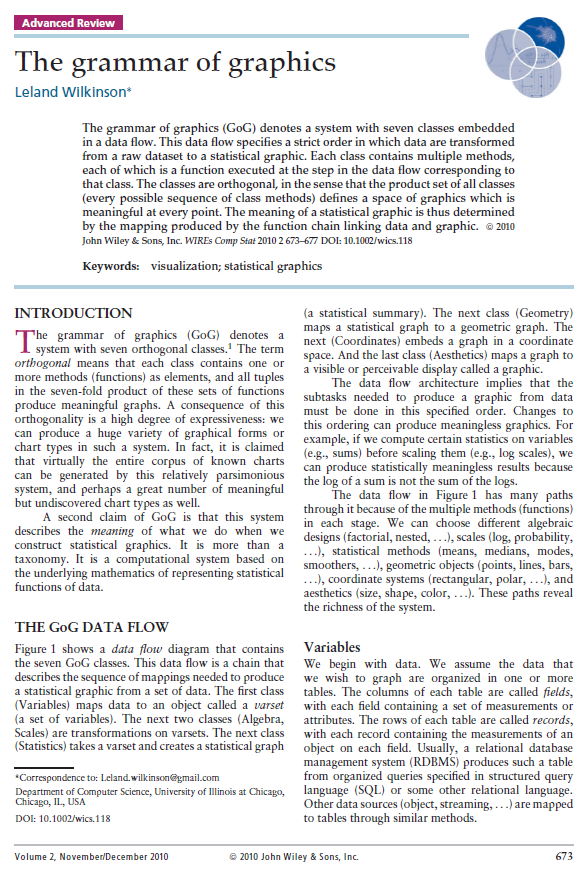 Advanced Review
The grammar of graphics
Leland Wilkinson*
The grammar of graphics (GoG) denotes a system with seven classes embedded
in a data flow. This data flow specifies a strict order in which data are transformed
from a raw dataset to a statistical graphic. Each class contains multiple methods,
each of which is a function executed at the step in the data flow corresponding to
that class. The classes are orthogonal, in the sense that the product set of all classes
(every possible sequence of class methods) defines a space of graphics which is
meaningful at every point. The meaning of a statistical graphic is thus determined
by the mapping produced by the function chain linking data and graphic. © 2010
John Wiley & Sons, Inc. WIREs Comp Stat 2010 2 673–677 DOI: 10.1002/wics.118
Keywords: visualization; statistical graphics
INTRODUCTION
The grammar of graphics (GoG) denotes a
system with seven orthogonal classes.1 The term
orthogonal means that each class contains one or
more methods (functions) as elements, and all tuples
in the seven-fold product of these sets of functions
produce meaningful graphs. A consequence of this
orthogonality is a high degree of expressiveness: we
can produce a huge variety of graphical forms or
chart types in such a system. In fact, it is claimed
that virtually the entire corpus of known charts
can be generated by this relatively parsimonious
system, and perhaps a great number of meaningful
but undiscovered chart types as well.
A second claim of GoG is that this system
describes the meaning of what we do when we
construct statistical graphics. It is more than a
taxonomy. It is a computational system based on
the underlying mathematics of representing statistical
functions of data.
THE GoG DATA FLOW
Figure 1 shows a data flow diagram that contains
the seven GoG classes. This data flow is a chain that
describes the sequence of mappings needed to produce
a statistical graphic from a set of data. The first class
(Variables) maps data to an object called a varset
(a set of variables). The next two classes (Algebra,
Scales) are transformations on varsets. The next class
(Statistics) takes a varset and creates a statistical graph
*Correspondence to: Leland.wilkinson@gmail.com
Department of Computer Science, University of Illinois at Chicago,
Chicago, IL, USA
DOI: 10.1002/wics.118
(a statistical summary). The next class (Geometry)
maps a statistical graph to a geometric graph. The
next (Coordinates) embeds a graph in a coordinate
space. And the last class (Aesthetics) maps a graph to
a visible or perceivable display called a graphic.
The data flow architecture implies that the
subtasks needed to produce a graphic from data
must be done in this specified order. Changes to
this ordering can produce meaningless graphics. For
example, if we compute certain statistics on variables
(e.g., sums) before scaling them (e.g., log scales), we
can produce statistically meaningless results because
the log of a sum is not the sum of the logs.
The data flow in Figure 1 has many paths
through it because of the multiple methods (functions)
in each stage. We can choose different algebraic
designs (factorial, nested, ...), scales (log, probability,
...), statistical methods (means, medians, modes,
smoothers, ...), geometric objects (points, lines, bars,
...), coordinate systems (rectangular, polar, ...), and
aesthetics (size, shape, color, ...). These paths reveal
the richness of the system.
Variables
We begin with data. We assume the data that
we wish to graph are organized in one or more
tables. The columns of each table are called fields,
with each field containing a set of measurements or
attributes. The rows of each table are called records,
with each record containing the measurements of an
object on each field. Usually, a relational database
management system (RDBMS) produces such a table
from organized queries specified in structured query
language (SQL) or some other relational language.
Other data sources (object, streaming, ...) are mapped
to tables through similar methods.
Volume 2, November/December 2010
© 2010 John Wiley & Sons, Inc.
673